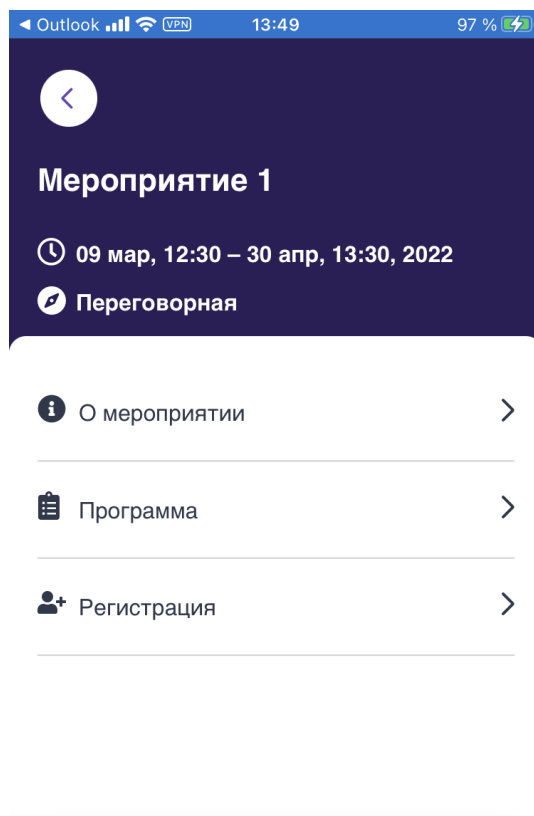 Outlook VPN 13:49 97 %
Мероприятие 1
09 мар, 12:30 – 30 апр, 13:30, 2022
Переговорная
О мероприятии
Программа
Регистрация